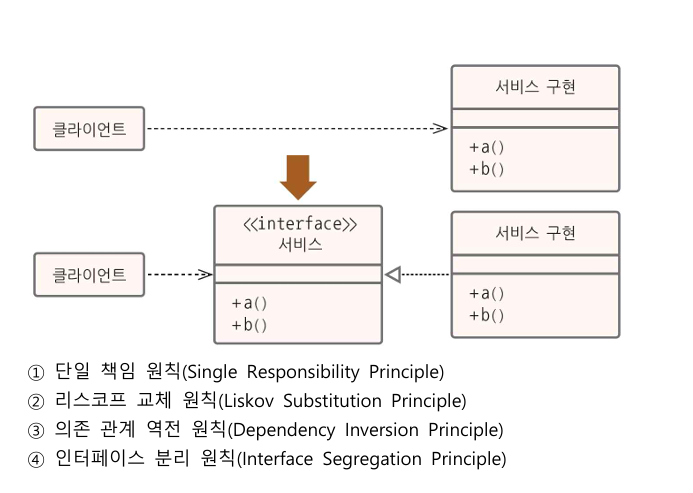 서비스 구현
클라이언트
+a()
+b()
<<interface>>
서비스
서비스 구현
클라이언트
+a()
+b()
+a()
+b()
① 단일 책임 원칙(Single Responsibility Principle)
② 리스코프 교체 원칙(Liskov Substitution Principle)
③ 의존 관계 역전 원칙(Dependency Inversion Principle)
④ 인터페이스 분리 원칙(Interface Segregation Principle)